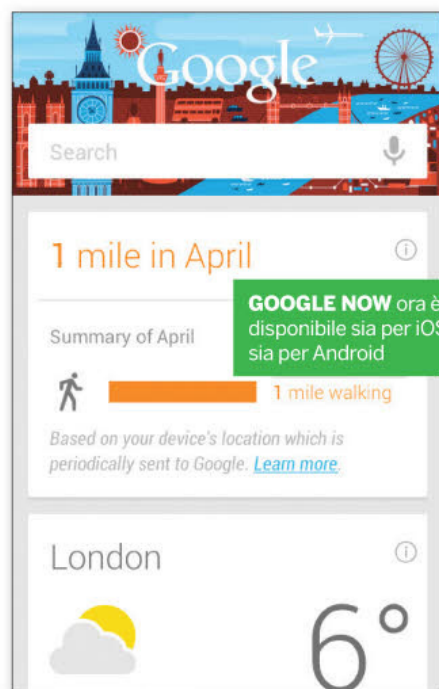 Google
Search
1 mile in April
GOOGLE NOW ora è
disponibile sia per iOS
sia per Android
Summary of April
1 mile walking
Based on your device's location which is
periodically sent to Google. Learn more.
London
6°